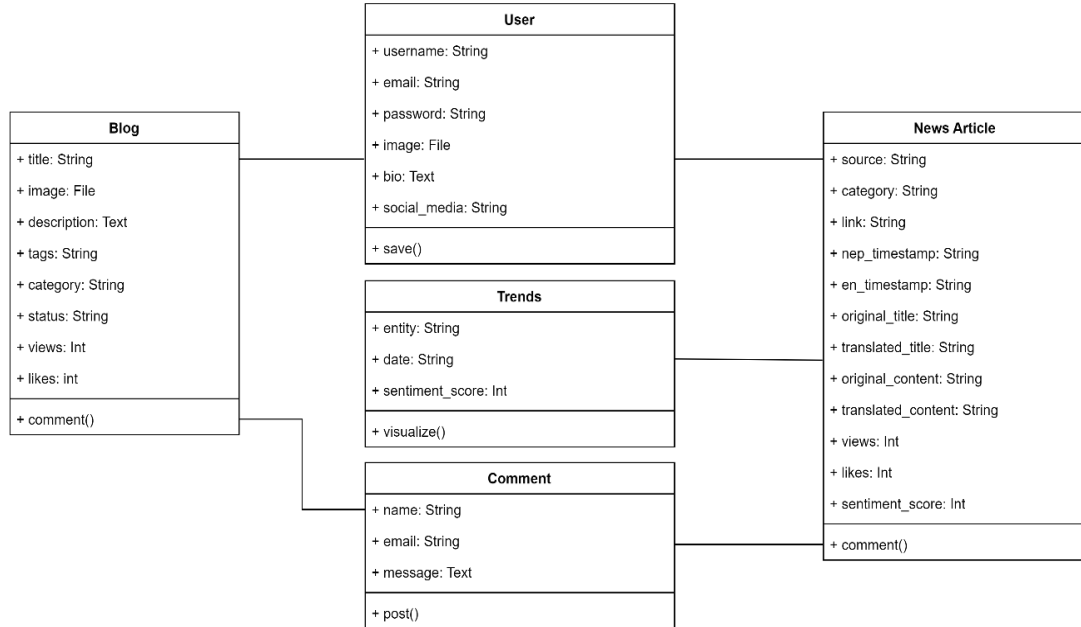 User
+ username: String
+ email: String
+ password: String
+ image: File
+ bio: Text
+ social_media: String
+ save()
Blog
+ title: String
+ image: File
+ description: Text
+ tags: String
+ category: String
+ status: String
+ views: Int
+ likes: int
+ comment()
Trends
+ entity: String
+ date: String
+ sentiment_score: Int
+ visualize()
Comment
+ name: String
+ email: String
+ message: Text
+ post()
News Article
+ source: String
+ category: String
+ link: String
+ nep_timestamp: String
+ en_timestamp: String
+ original_title: String
+ translated_title: String
+ original_content: String
+ translated_content: String
+ views: Int
+ likes: Int
+ sentiment_score: Int
+ comment()